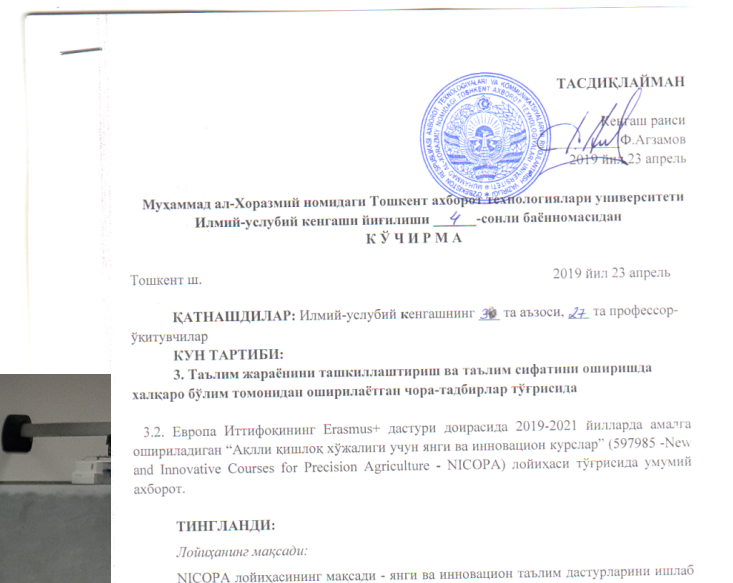 ТАСДИҚЛАЙМАН
Кенгаш раиси
Ф.Агзамов
2019 йил 23 апрель
Муҳаммад ал-Хоразмий номидаги Тошкент ахборот технологиялари университети
Илмий-услубий кенгаши йиғилиши __4__-сонли баённомасидан
К Ў Ч И Р М А
Тошкент ш. 2019 йил 23 апрель
ҚАТНАШДИЛАР: Илмий-услубий кенгашнинг та аъзоси, 27 та профессор-
ўқитувчилар
КУН ТАРТИБИ:
3. Таълим жараёнини ташкиллаштириш ва таълим сифатини оширишда
халқаро бўлим томонидан оширилаётган чора-тадбирлар тўғрисида
3.2. Европа Иттифоқининг Erasmus+ дастури доирасида 2019-2021 йилларда амалга
ошириладиган “Ақлли қишлоқ хўжалиги учун янги ва инновацион курслар” (597985 -New
and Innovative Courses for Precision Agriculture - NICOPA) лойиҳаси тўғрисида умумий
ахборот.
ТИНГЛАНДИ:
Лойиҳанинг мақсади:
NICOPA лойиҳасининг мақсади - янги ва инновацион таълим дастурларини ишлаб